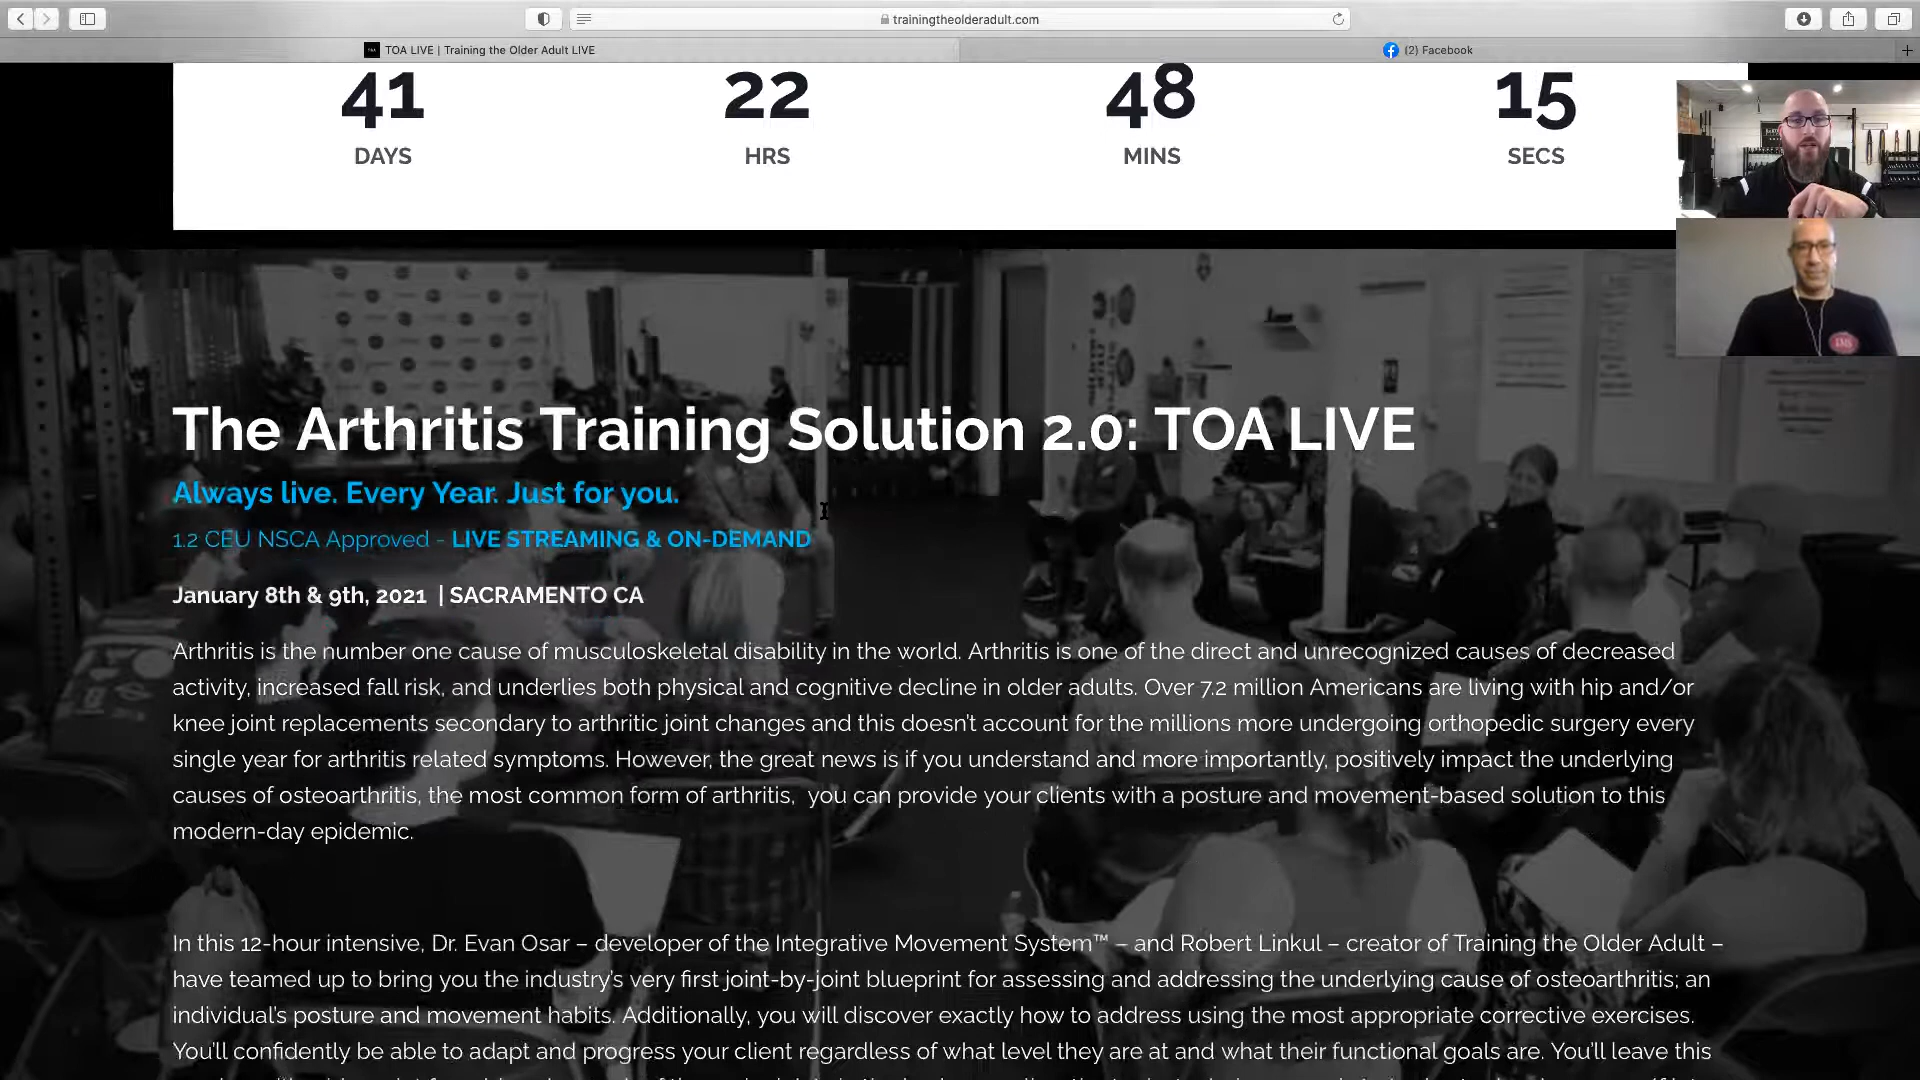 trainingtheolderadult.com
TOA LIVE | Training the Older Adult LIVE
(2) Facebook
41
22
48
15
DAYS
HRS
MINS
SECS
The Arthritis Training Solution 2.0: TOA LIVE
Always live. Every Year. Just for you.
1.2 CEU NSCA Approved - LIVE STREAMING & ON-DEMAND
January 8th & 9th, 2021 | SACRAMENTO CA
Arthritis is the number one cause of musculoskeletal disability in the world. Arthritis is one of the direct and unrecognized causes of decreased
activity, increased fall risk, and underlies both physical and cognitive decline in older adults. Over 7.2 million Americans are living with hip and/or
knee joint replacements secondary to arthritic joint changes and this doesn't account for the millions more undergoing orthopedic surgery every
single year for arthritis related symptoms. However, the great news is if you understand and more importantly, positively impact the underlying
causes of osteoarthritis, the most common form of arthritis,  you can provide your clients with a posture and movement-based solution to this
modern-day epidemic.
In this 12-hour intensive, Dr. Evan Osar – developer of the Integrative Movement System™ – and Robert Linkul – creator of Training the Older Adult –
have teamed up to bring you the industry's very first joint-by-joint blueprint for assessing and addressing the underlying cause of osteoarthritis; an
individual's posture and movement habits. Additionally, you will discover exactly how to address using the most appropriate corrective exercises.
You'll confidently be able to adapt and progress your client regardless of what level they are at and what their functional goals are. You'll leave this